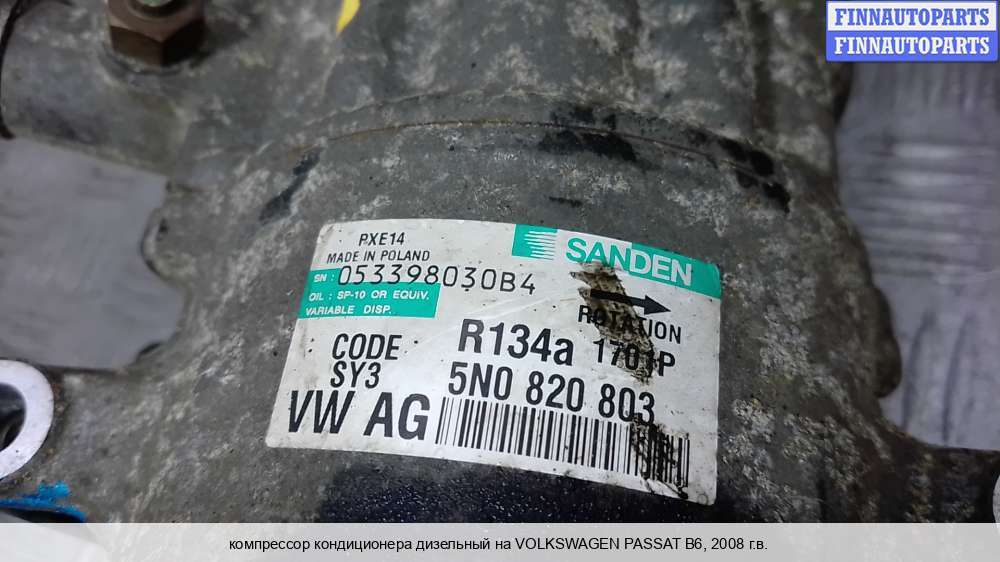 FINNAUTOPARTS
FINNAUTOPARTS
PXE14
MADE IN POLAND
SANDEN
SN : 053398030B4
OIL : SP-10 OR EQUIV.
VARIABLE DISP.
ROTATION
CODE :
SY3
R134a 1701P
5N0 820 803
VW AG
компрессор кондиционера дизельный на VOLKSWAGEN PASSAT B6, 2008 г.в.